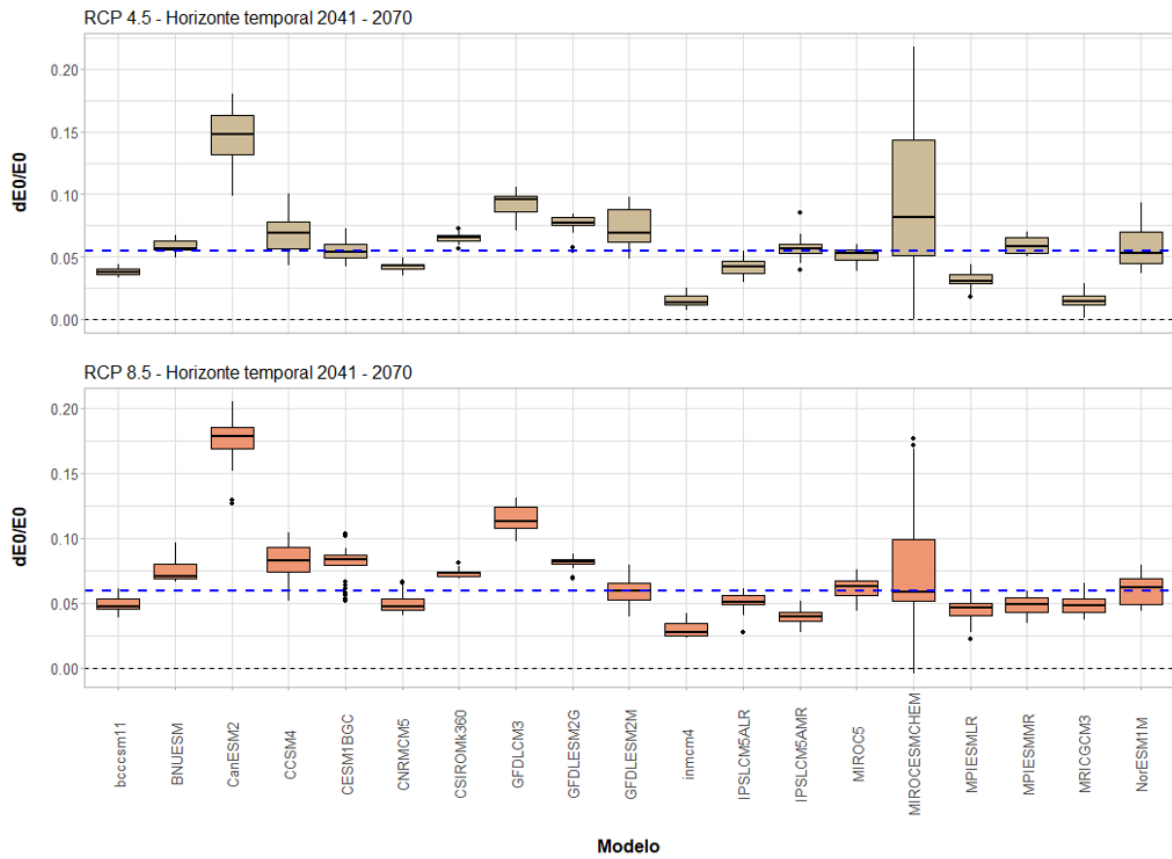 RCP 4.5 - Horizonte temporal 2041 - 2070
dE0/E0
0.20
0.15
0.10
0.05
0.00
RCP 8.5 - Horizonte temporal 2041 - 2070
dE0/E0
0.20
0.15
0.10
0.05
0.00
bcccsm11
BNUESM
CanESM2
CCSM4
CESM1BGC
CNRMCM5
CSIROMk360
GFDLCM3
GFDLESM2G
GFDLESM2M
inmcm4
IPSLCM5ALR
IPSLCM5AMR
MIROC5
MIROCESMCHEM
MPIESMLR
MPIESMMR
MRICGCM3
NorESM1M
Modelo